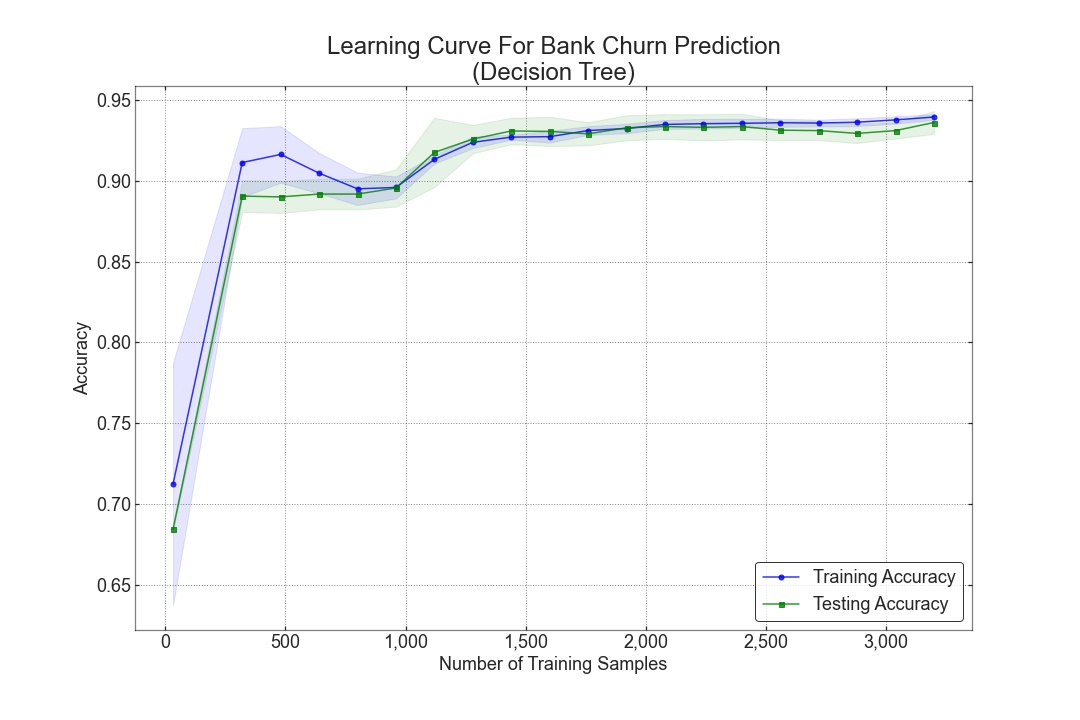 Learning Curve For Bank Churn Prediction
(Decision Tree)
Accuracy
0.95
0.90
0.85
0.80
0.75
0.70
0.65
Training Accuracy
Testing Accuracy
0 500 1,000 1,500 2,000 2,500 3,000
Number of Training Samples